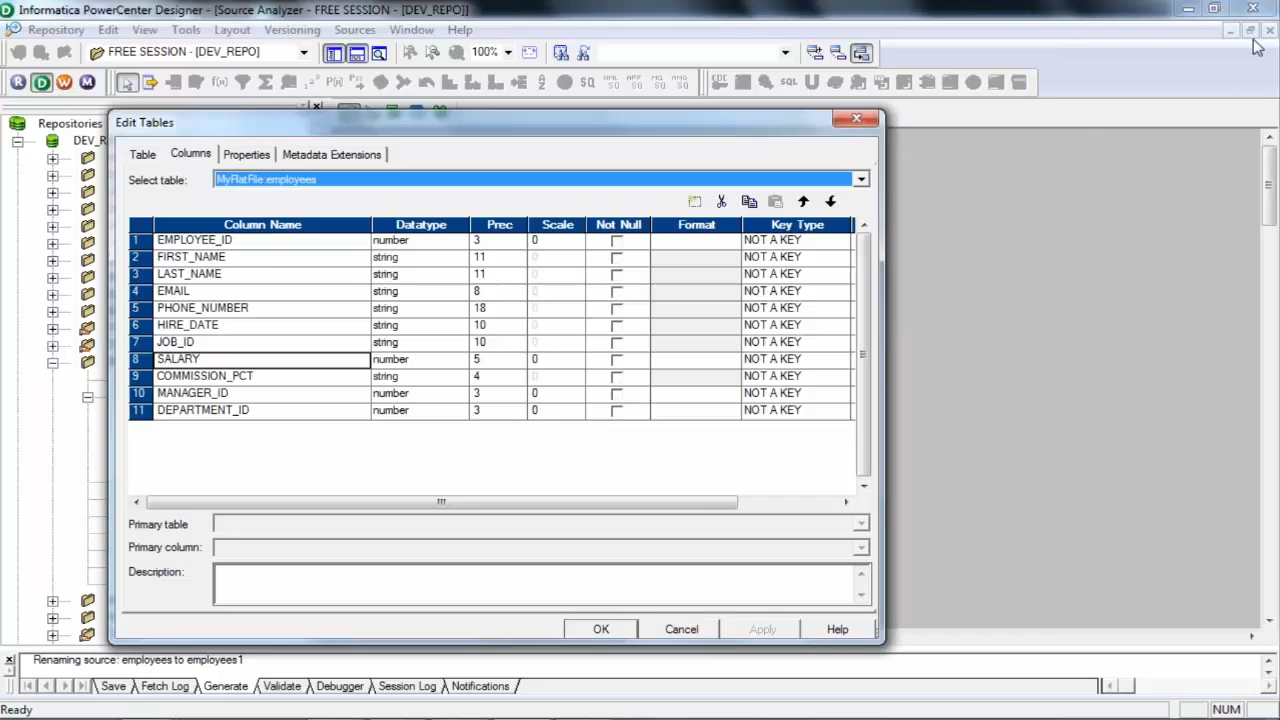 Informatica PowerCenter Designer - [Source Analyzer - FREE SESSION - [DEV_REPO]]
Repository Edit View Tools Layout Versioning Sources Window Help
FREE SESSION - [DEV_REPO] 100%
R D W M
Repositories
DEV_R
Edit Tables
Table Columns Properties Metadata Extensions
Select table: MyFlatFile:employees
Column Name Datatype Prec Scale Not Null Format Key Type
1 EMPLOYEE_ID number 3 0 NOT A KEY
2 FIRST_NAME string 11 0 NOT A KEY
3 LAST_NAME string 11 0 NOT A KEY
4 EMAIL string 8 0 NOT A KEY
5 PHONE_NUMBER string 18 0 NOT A KEY
6 HIRE_DATE string 10 0 NOT A KEY
7 JOB_ID string 10 0 NOT A KEY
8 SALARY number 5 0 NOT A KEY
9 COMMISSION_PCT string 4 0 NOT A KEY
10 MANAGER_ID number 3 0 NOT A KEY
11 DEPARTMENT_ID number 3 0 NOT A KEY
Primary table
Primary column:
Description:
OK Cancel Apply Help
Renaming source: employees to employees1
Save Fetch Log Generate Validate Debugger Session Log Notifications
Ready NUM